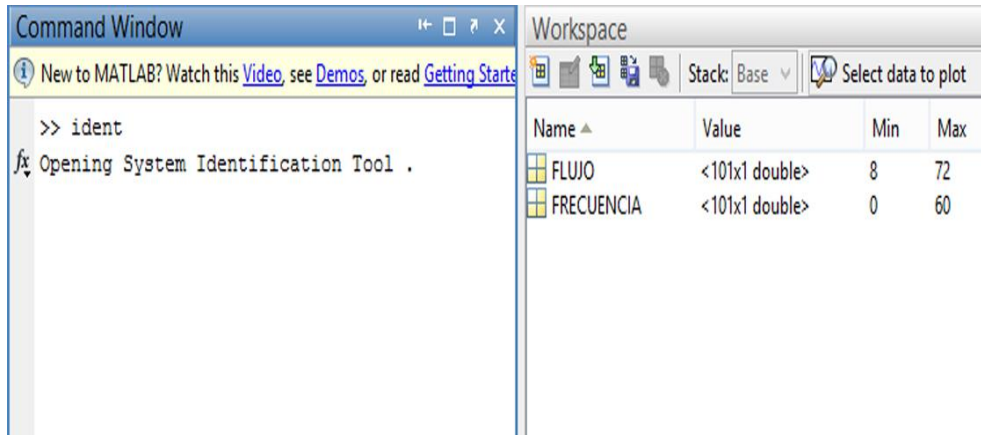 Command Window
New to MATLAB? Watch this Video, see Demos, or read Getting Starte
>> ident
fx Opening System Identification Tool .
Workspace
Stack: Base Select data to plot
Name Value Min Max
FLUJO <101x1 double> 8 72
FRECUENCIA <101x1 double> 0 60